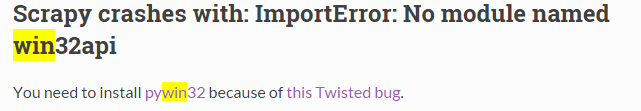 Scrapy crashes with: ImportError: No module named
win32api
You need to install pywin32 because of this Twisted bug.